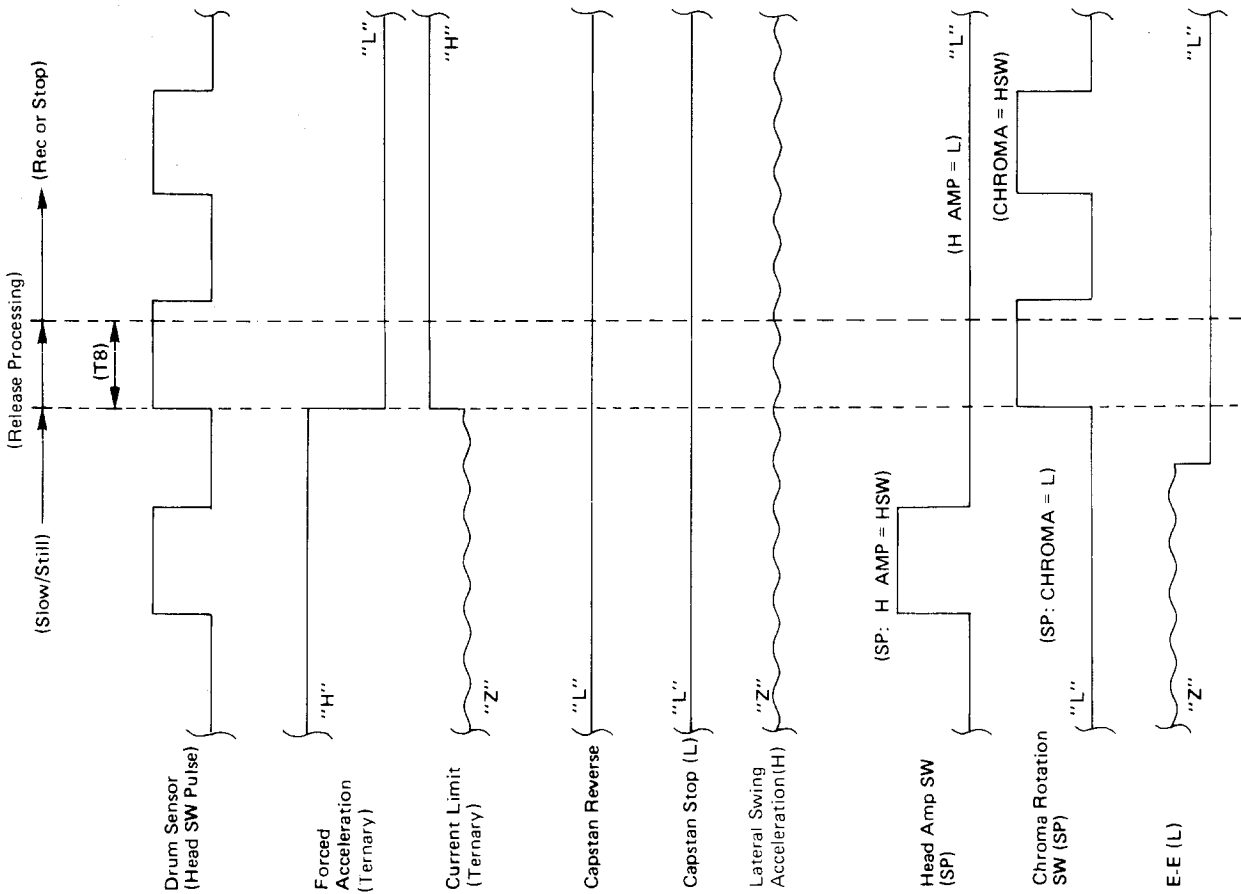 (Release Processing)
(Slow/Still)
(Rec or Stop)
(T8)
Drum Sensor
(Head SW Pulse)
Forced
Acceleration
(Ternary)
"H"
"L"
Current Limit
(Ternary)
"Z"
"H"
Capstan Reverse
"L"
Capstan Stop (L)
"L"
Lateral Swing
Acceleration(H)
"Z"
Head Amp SW
(SP)
(SP: H AMP = HSW)
(H AMP = L)
"L"
Chroma Rotation
SW (SP)
"L"
(SP: CHROMA = L)
(CHROMA = HSW)
E-E (L)
"Z"
"L"